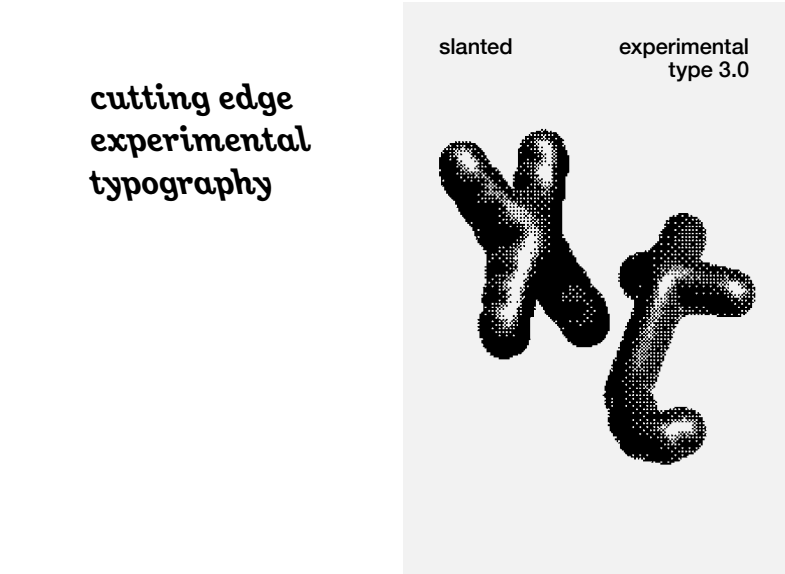 cutting edge
experimental
typography
slanted
experimental
type 3.0
X
t